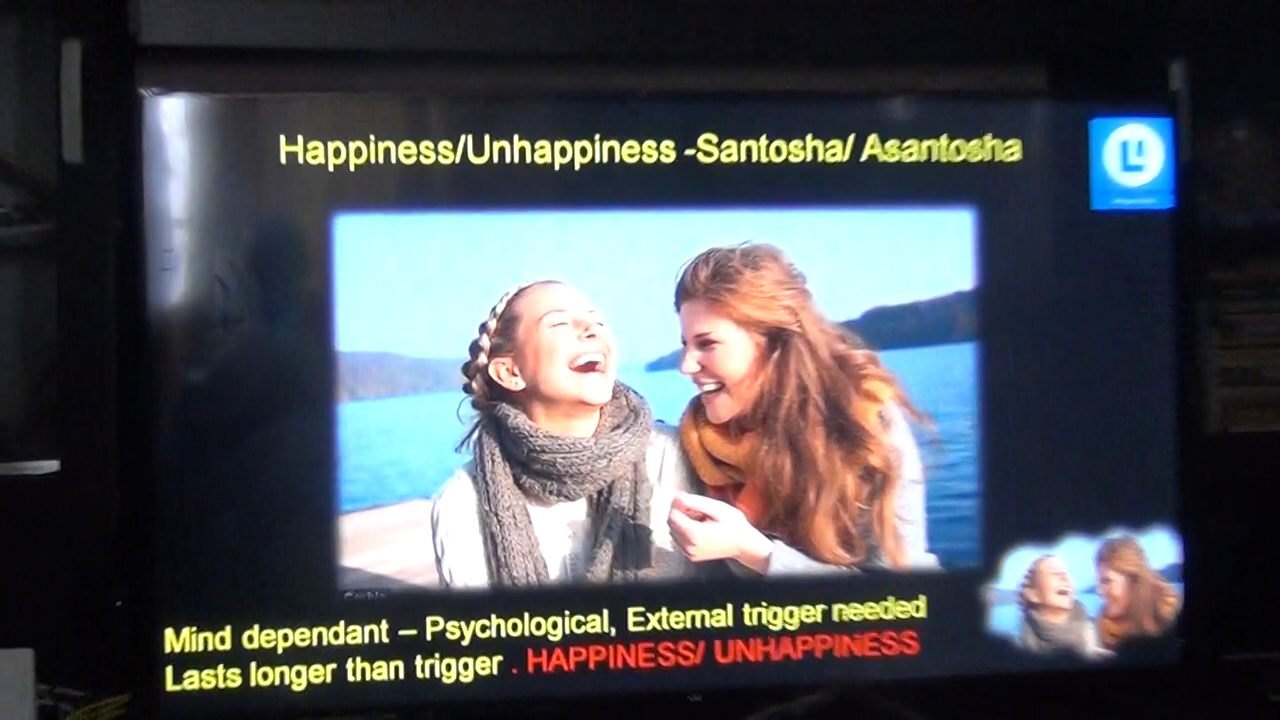 Happiness/Unhappiness -Santosha/ Asantosha
Mind dependant – Psychological, External trigger needed
Lasts longer than trigger . HAPPINESS/ UNHAPPINESS